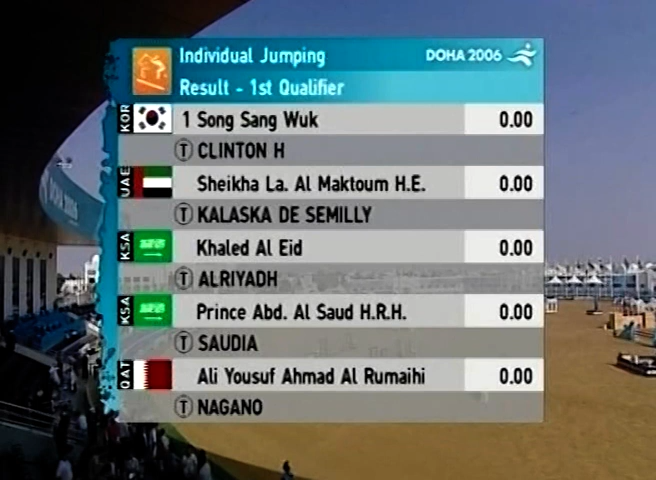 Individual Jumping DOHA 2006
Result - 1st Qualifier
KOR 1 Song Sang Wuk 0.00
T CLINTON H
UAE Sheikha La. Al Maktoum H.E. 0.00
T KALASKA DE SEMILLY
KSA Khaled Al Eid 0.00
T ALRIYADH
KSA Prince Abd. Al Saud H.R.H. 0.00
T SAUDIA
QAT Ali Yousuf Ahmad Al Rumaihi 0.00
T NAGANO